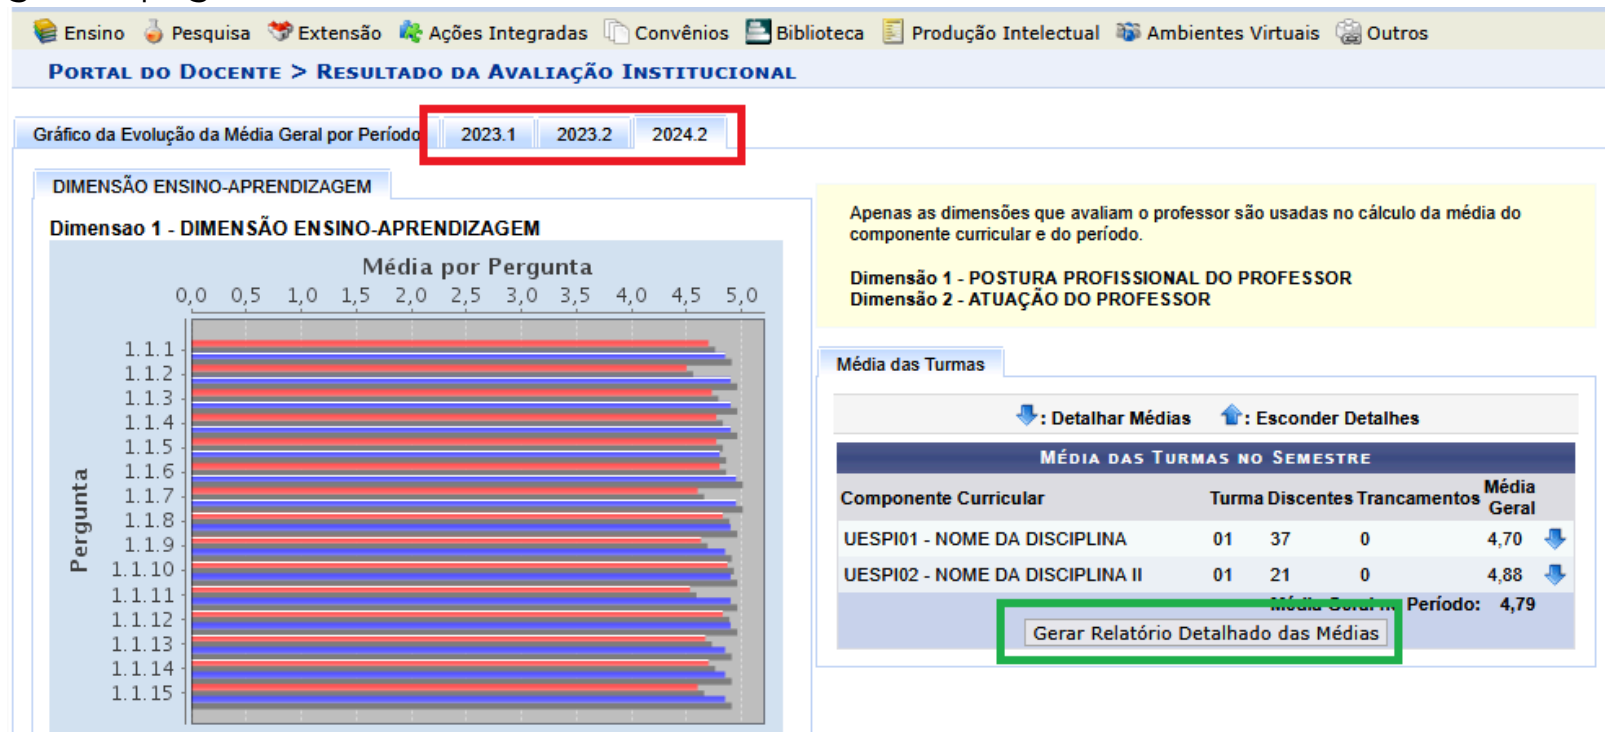 Ensino Pesquisa Extensão Ações Integradas Convênios Biblioteca Produção Intelectual Ambientes Virtuais Outros
PORTAL DO DOCENTE > RESULTADO DA AVALIAÇÃO INSTITUCIONAL
Gráfico da Evolução da Média Geral por Período 2023.1 2023.2 2024.2
DIMENSÃO ENSINO-APRENDIZAGEM
Dimensao 1 - DIMENSÃO ENSINO-APRENDIZAGEM
Média por Pergunta
0,0 0,5 1,0 1,5 2,0 2,5 3,0 3,5 4,0 4,5 5,0
Pergunta
1.1.1
1.1.2
1.1.3
1.1.4
1.1.5
1.1.6
1.1.7
1.1.8
1.1.9
1.1.10
1.1.11
1.1.12
1.1.13
1.1.14
1.1.15
Apenas as dimensões que avaliam o professor são usadas no cálculo da média do
componente curricular e do período.
Dimensão 1 - POSTURA PROFISSIONAL DO PROFESSOR
Dimensão 2 - ATUAÇÃO DO PROFESSOR
Média das Turmas
: Detalhar Médias : Esconder Detalhes
MÉDIA DAS TURMAS NO SEMESTRE
Componente Curricular Turma Discentes Trancamentos Média Geral
UESPI01 - NOME DA DISCIPLINA 01 37 0 4,70
UESPI02 - NOME DA DISCIPLINA II 01 21 0 4,88
Média Geral no Período: 4,79
Gerar Relatório Detalhado das Médias